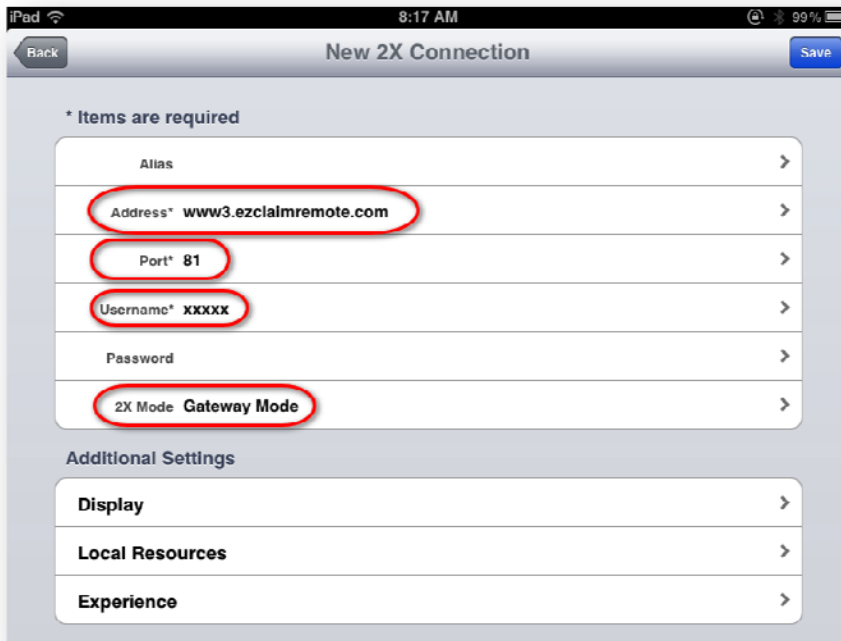 iPad 8:17 AM 99%
Back New 2X Connection Save
* Items are required
Alias
Address* www3.ezclaimremote.com
Port* 81
Username* xxxxx
Password
2X Mode Gateway Mode
Additional Settings
Display
Local Resources
Experience